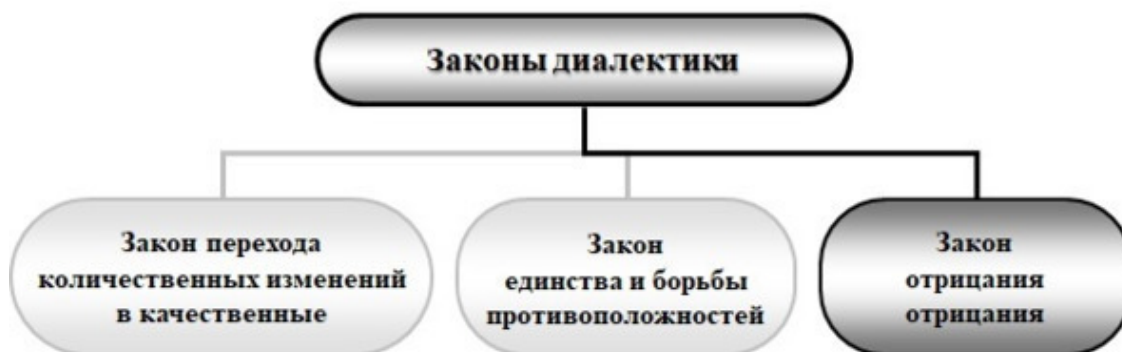 Законы диалектики
Закон перехода
количественных изменений
в качественные
Закон
единства и борьбы
противоположностей
Закон
отрицания
отрицания